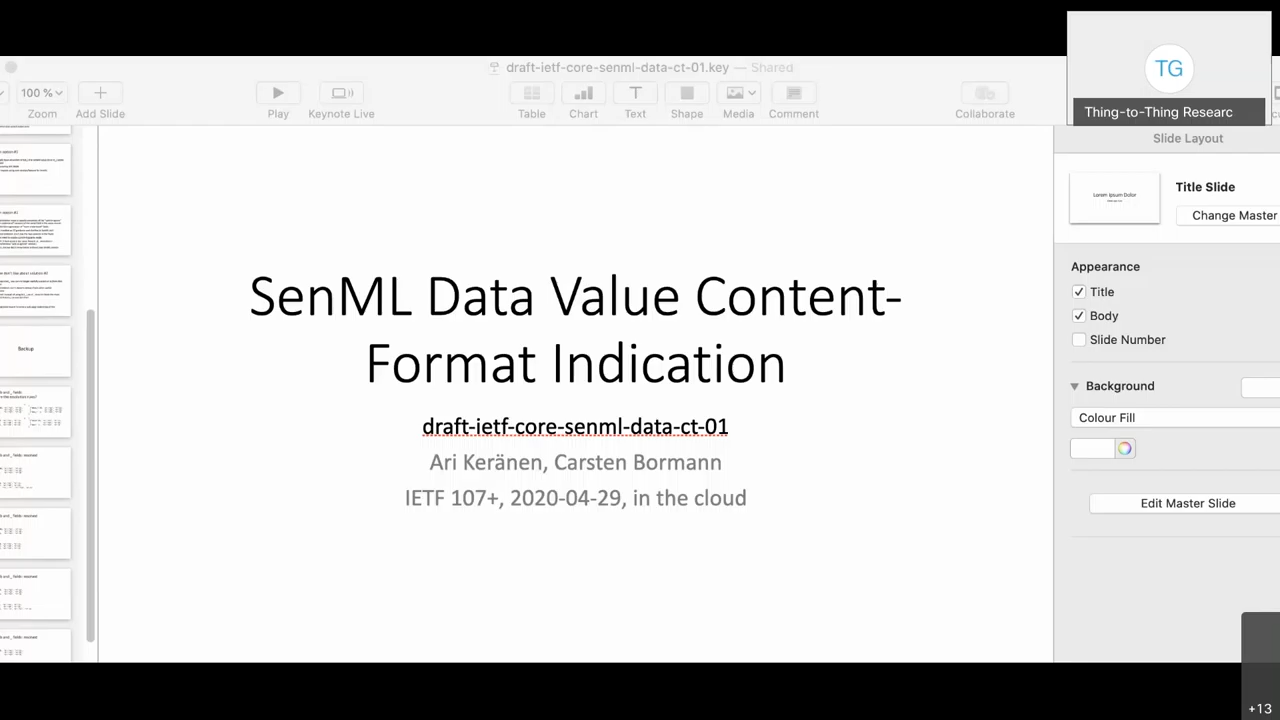 draft-ietf-core-senml-data-ct-01.key — Shared
TG
Thing-to-Thing Researc
100 %
Zoom
Add Slide
Play
Keynote Live
Table
Chart
Text
Shape
Media
Comment
Collaborate
Slide Layout
Lorem Ipsum Dolor
Title Slide
Change Master
Appearance
Title
Body
Slide Number
Background
Colour Fill
Edit Master Slide
Backup
SenML Data Value Content-
Format Indication
draft-ietf-core-senml-data-ct-01
Ari Keränen, Carsten Bormann
IETF 107+, 2020-04-29, in the cloud
+13